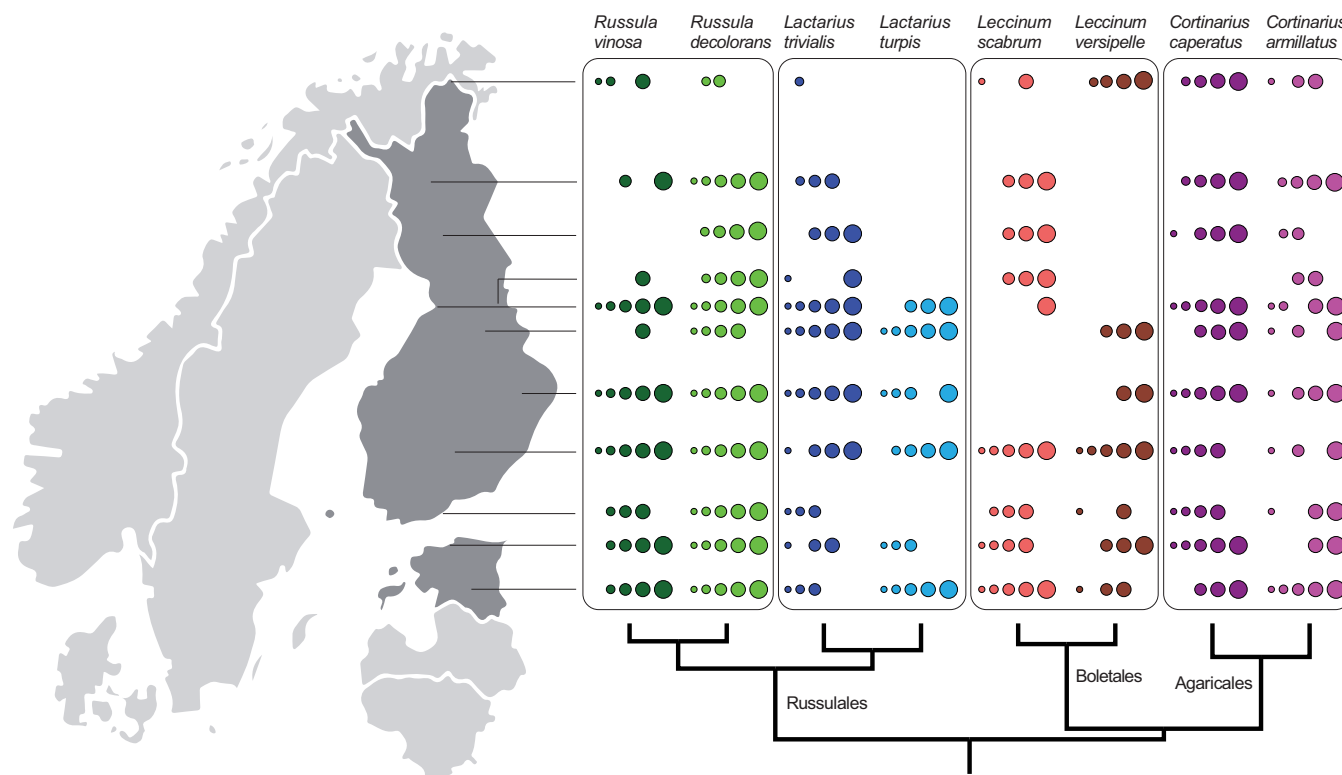 Russula
vinosa
Russula
decolorans
Lactarius
trivialis
Lactarius
turpis
Leccinum
scabrum
Leccinum
versipelle
Cortinarius
caperatus
Cortinarius
armillatus
Russulales
Boletales
Agaricales